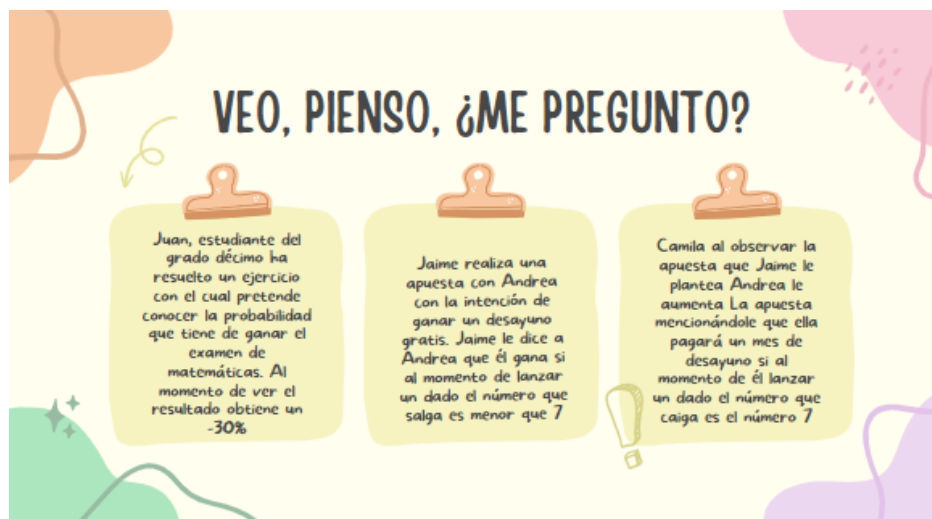 VEO, PIENSO, ¿ME PREGUNTO?
Juan, estudiante del
grado décimo ha
resuelto un ejercicio
con el cual pretende
conocer la probabilidad
que tiene de ganar el
examen de
matemáticas. Al
momento de ver el
resultado obtiene un
-30%
Jaime realiza una
apuesta con Andrea
con la intención de
ganar un desayuno
gratis. Jaime le dice a
Andrea que él gana si
al momento de lanzar
un dado el número que
salga es menor que 7
Camila al observar la
apuesta que Jaime le
plantea Andrea le
aumenta La apuesta
mencionándole que ella
pagará un mes de
desayuno si al
momento de él lanzar
un dado el número que
caiga es el número 7